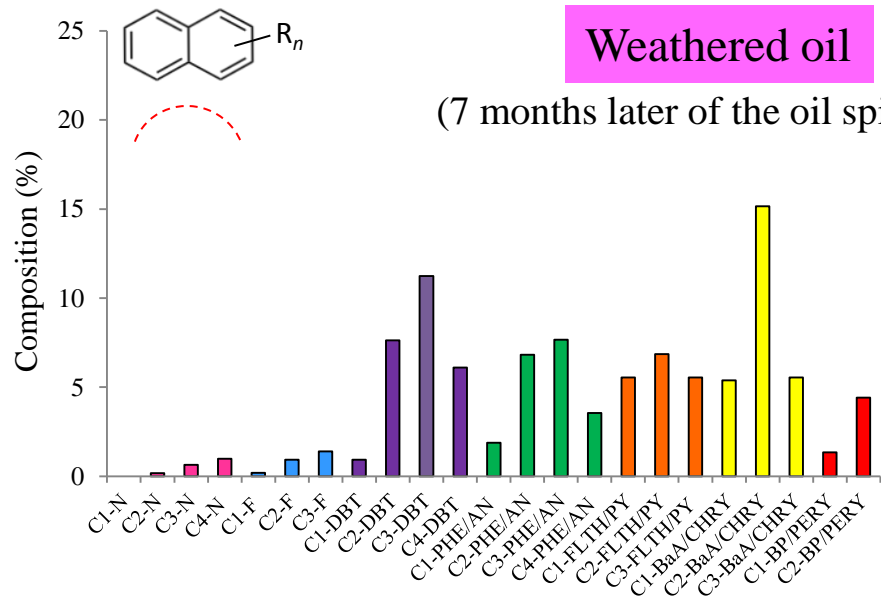 25
R n
Weathered oil
(7 months later of the oil spi
20
15
10
5
0
Composition (%)
C1-N
C2-N
C3-N
C4-N
C1-F
C2-F
C3-F
C1-DBT
C2-DBT
C3-DBT
C4-DBT
C1-PHE/AN
C2-PHE/AN
C3-PHE/AN
C4-PHE/AN
C1-FLTH/PY
C2-FLTH/PY
C3-FLTH/PY
C1-BaA/CHRY
C2-BaA/CHRY
C3-BaA/CHRY
C1-BP/PERY
C2-BP/PERY